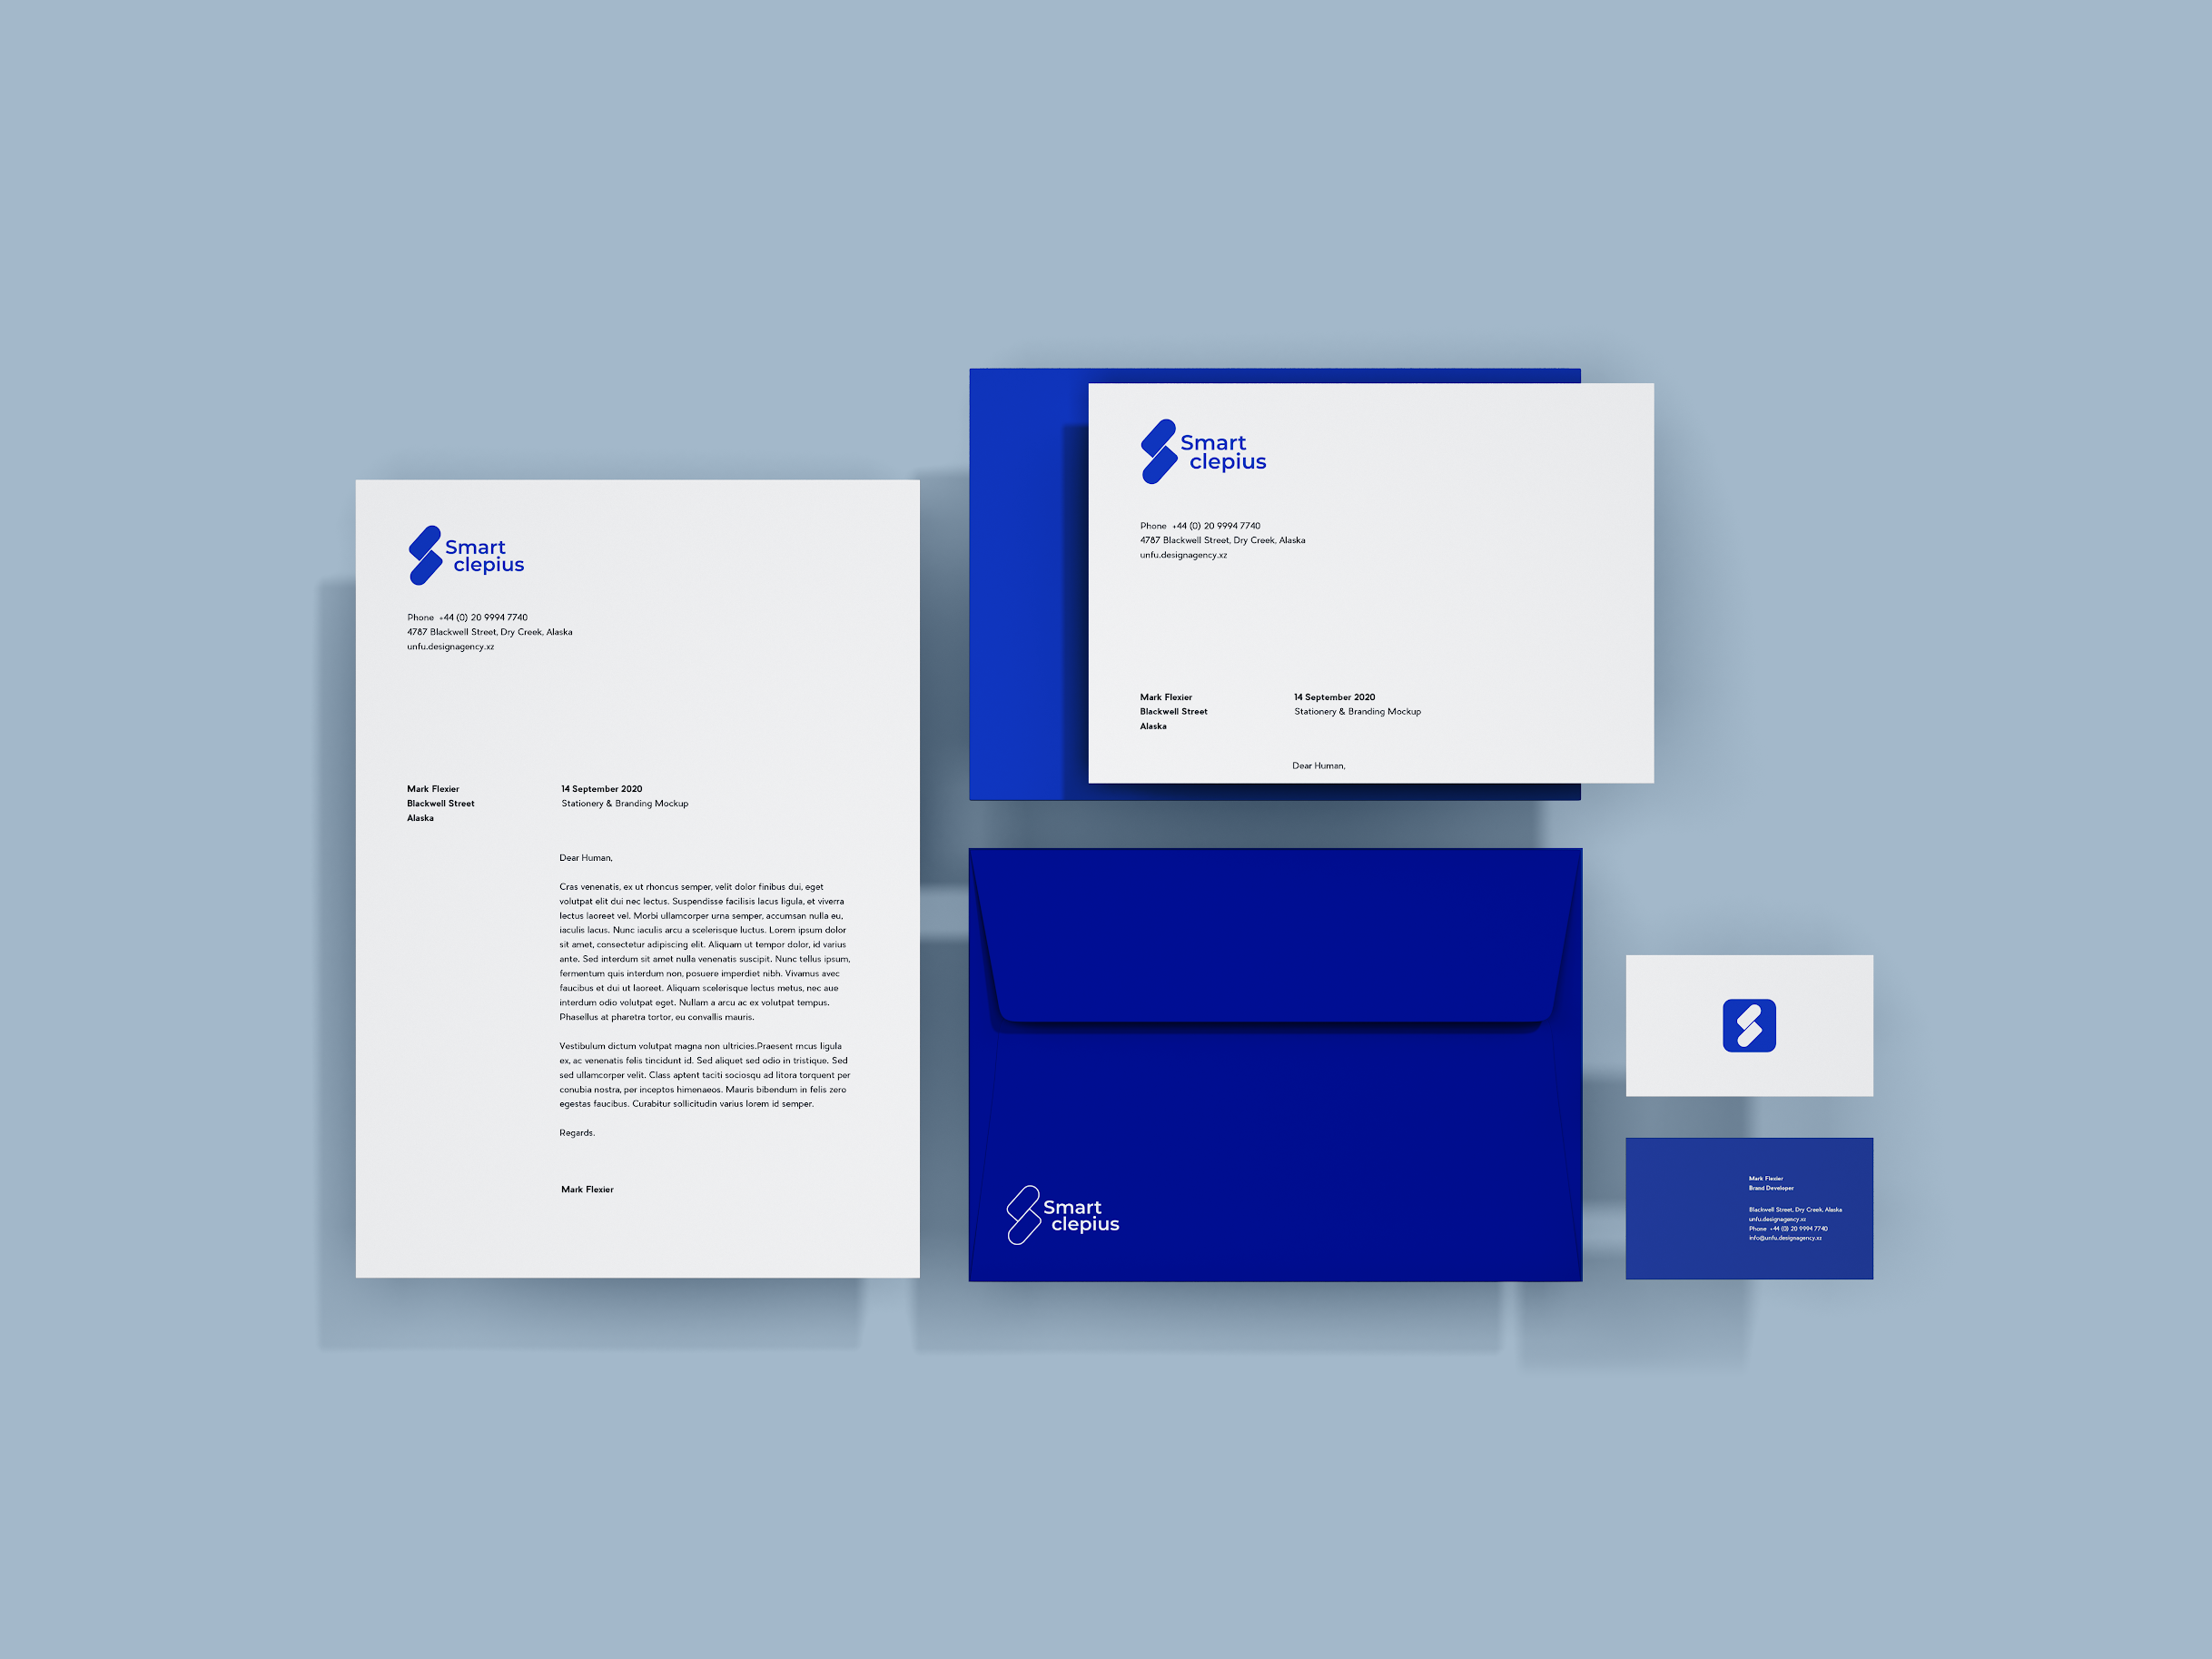 Smart
clepius
Phone +44 (0) 20 9994 7740
4787 Blackwell Street, Dry Creek, Alaska
unfu.designagency.xz
Mark Flexier
Blackwell Street
Alaska
14 September 2020
Stationery & Branding Mockup
Dear Human,
Cras venenatis, ex ut rhoncus semper, velit dolor finibus dui, eget
volutpat elit dui nec lectus. Suspendisse facilisis lacus ligula, et viverra
lectus laoreet vel. Morbi ullamcorper urna semper, accumsan nulla eu,
iaculis lacus. Nunc iaculis arcu a scelerisque luctus. Lorem ipsum dolor
sit amet, consectetur adipiscing elit. Aliquam ut tempor dolor, id varius
ante. Sed interdum sit amet nulla venenatis suscipit. Nunc tellus ipsum,
fermentum quis interdum non, posuere imperdiet nibh. Vivamus avec
faucibus et dui ut laoreet. Aliquam scelerisque lectus metus, nec aue
interdum odio volutpat eget. Nullam a arcu ac ex volutpat tempus.
Phasellus at pharetra tortor, eu convallis mauris.
Vestibulum dictum volutpat magna non ultricies.Praesent rncus ligula
ex, ac venenatis felis tincidunt id. Sed aliquet sed odio in tristique. Sed
sed ullamcorper velit. Class aptent taciti sociosqu ad litora torquent per
conubia nostra, per inceptos himenaeos. Mauris bibendum in felis zero
egestas faucibus. Curabitur sollicitudin varius lorem id semper.
Regards.
Mark Flexier
Smart
clepius
Phone +44 (0) 20 9994 7740
4787 Blackwell Street, Dry Creek, Alaska
unfu.designagency.xz
Mark Flexier
Blackwell Street
Alaska
14 September 2020
Stationery & Branding Mockup
Dear Human,
Smart
clepius
Mark Flexier
Brand Developer
Blackwell Street, Dry Creek, Alaska
unfu.designagency.xz
Phone +44 (0) 20 9994 7740
info@unfu.designagency.xz